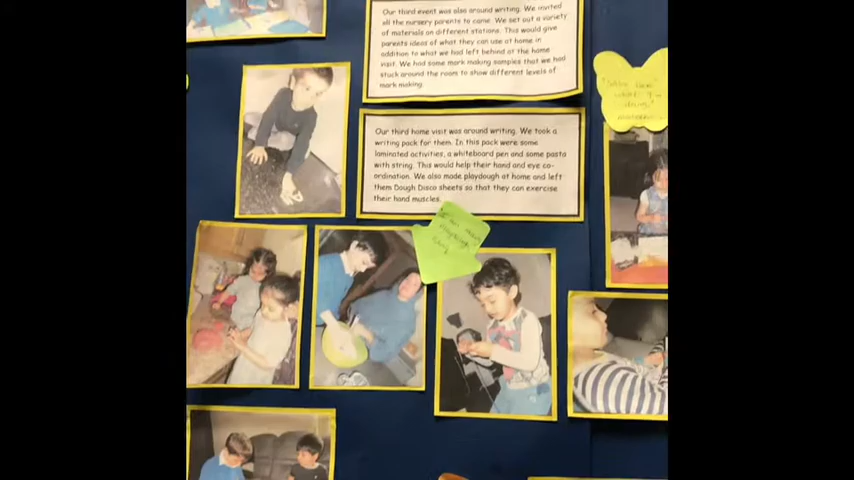 Our third event was also around writing. We invited
all the nursery parents to come. We set out a variety
of materials on different stations. This would give
parents ideas of what they can use at home in
addition to what we had left behind at the home
visit. We had some mark making samples that we had
stuck around the room to show different levels of
mark making.
Our third home visit was around writing. We took a
writing pack for them. In this pack were some
laminated activities, a whiteboard pen and some pasta
with string. This would help their hand and eye co-
ordination. We also made playdough at home and left
them Dough Disco sheets so that they can exercise
their hand muscles.